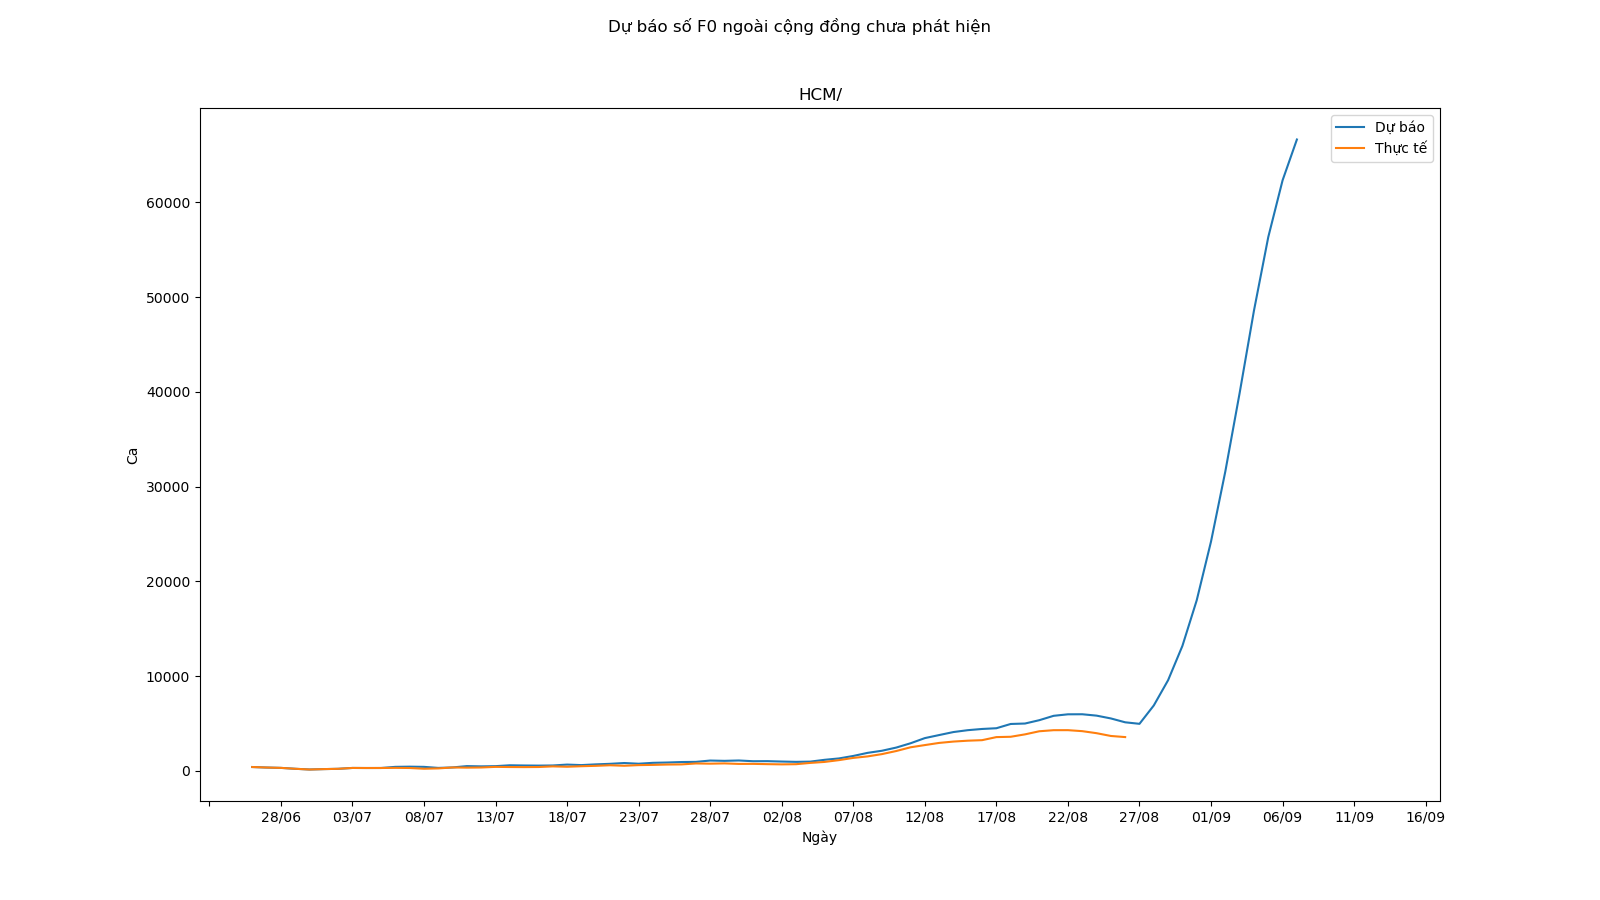 Dự báo số F0 ngoài cộng đồng chưa phát hiện
HCM/
Dự báo
Thực tế
60000
50000
40000
30000
20000
10000
0
Ca
28/06 03/07 08/07 13/07 18/07 23/07 28/07 02/08 07/08 12/08 17/08 22/08 27/08 01/09 06/09 11/09 16/09
Ngày